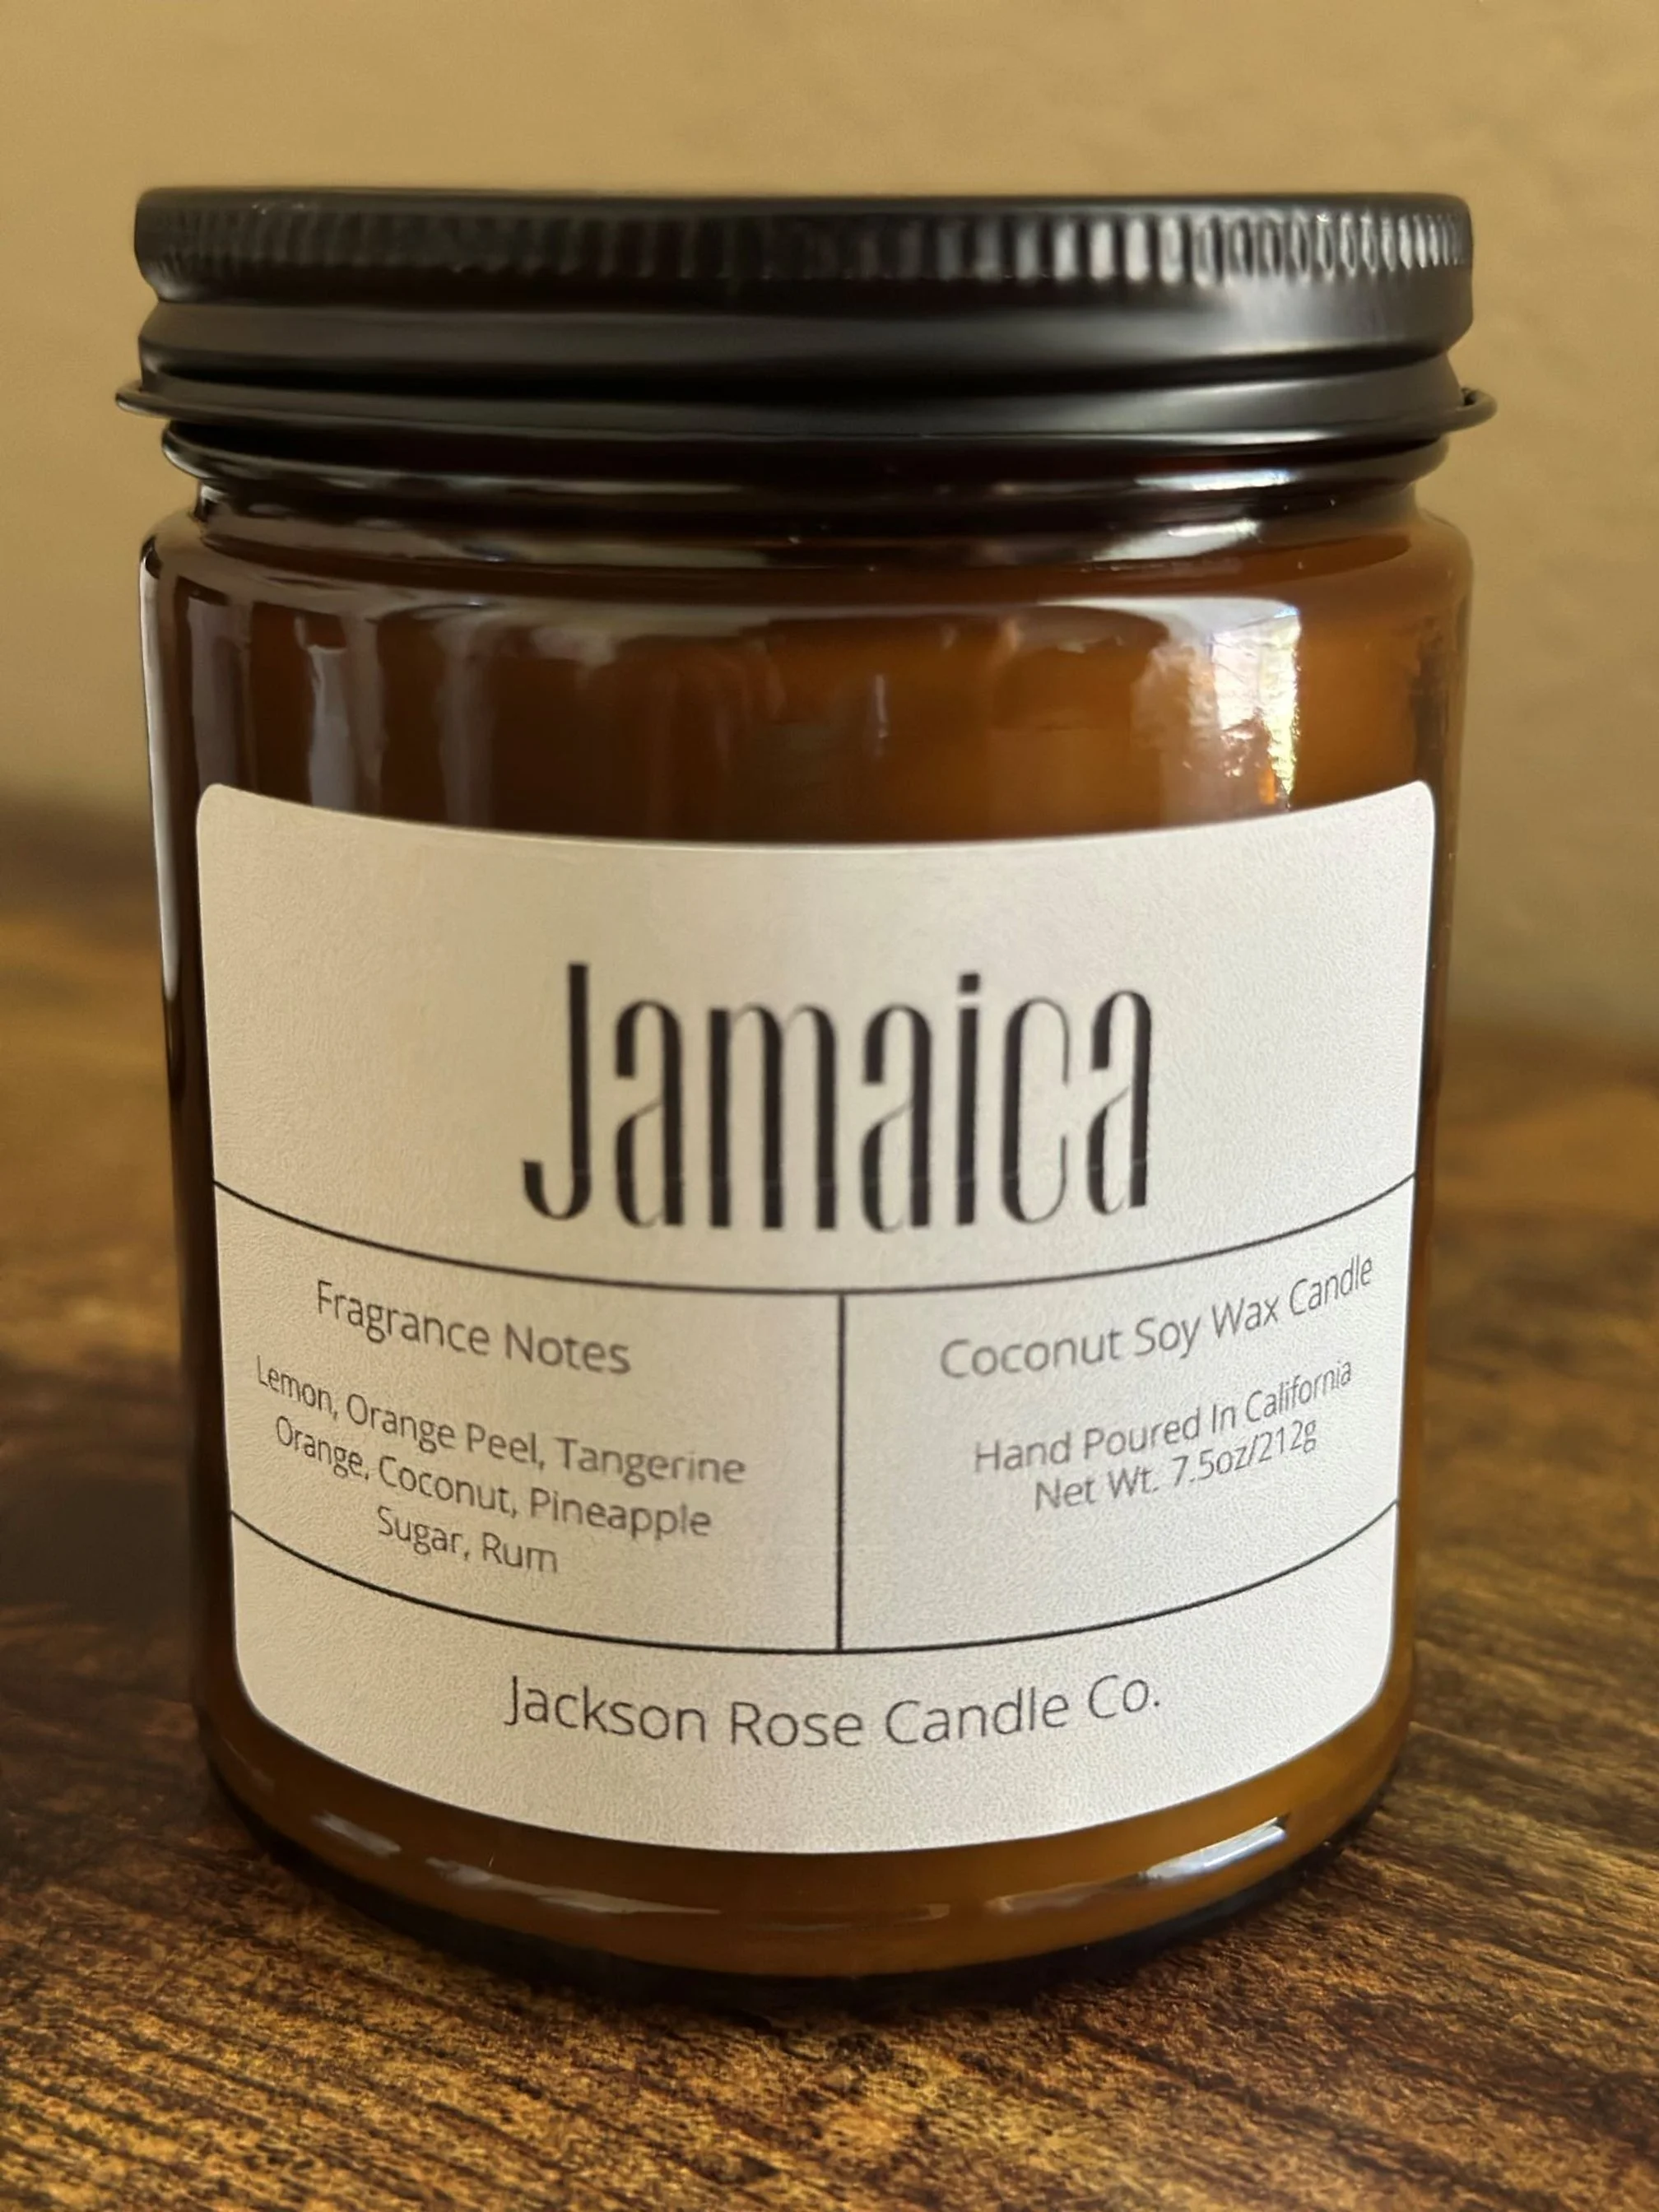 Jamaica
Fragrance Notes
Lemon, Orange Peel, Tangerine
Orange, Coconut, Pineapple
Sugar, Rum
Coconut Soy Wax Candle
Hand Poured In California
Net Wt. 7.5oz/212g
Jackson Rose Candle Co.